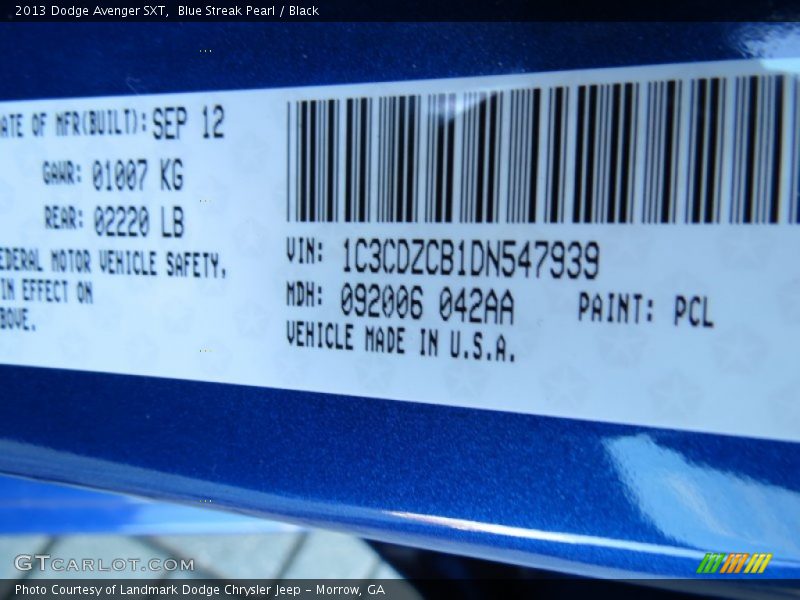 2013 Dodge Avenger SXT,  Blue Streak Pearl / Black
ATE OF MFR(BUILT): SEP 12
GAWR: 01007 KG
REAR: 02220 LB
EDERAL MOTOR VEHICLE SAFETY,
IN EFFECT ON
BOVE.
VIN: 1C3CDZCB1DN547939
MDH: 092006 042AA PAINT: PCL
VEHICLE MADE IN U.S.A.
GTCARLOT.COM
Photo Courtesy of Landmark Dodge Chrysler Jeep – Morrow, GA